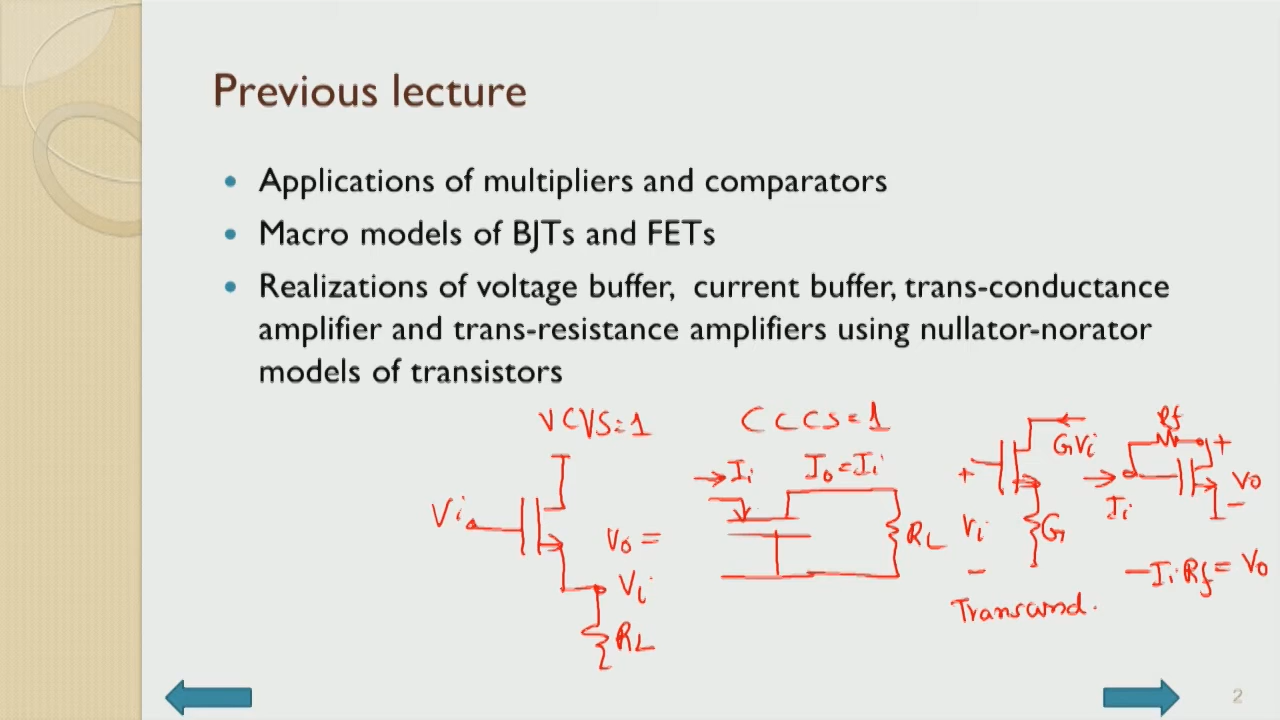 Previous lecture
Applications of multipliers and comparators
Macro models of BJTs and FETs
Realizations of voltage buffer, current buffer, trans-conductance
amplifier and trans-resistance amplifiers using nullator-norator
models of transistors
VCVS=1
Vi
Vo =
Vi
RL
CCCS=1
Ii
Io=Ii
RL
GVi
+
Vi
-
G
Transcond.
Rf
+
Vo
-
Ii
-Ii.Rf=Vo
2